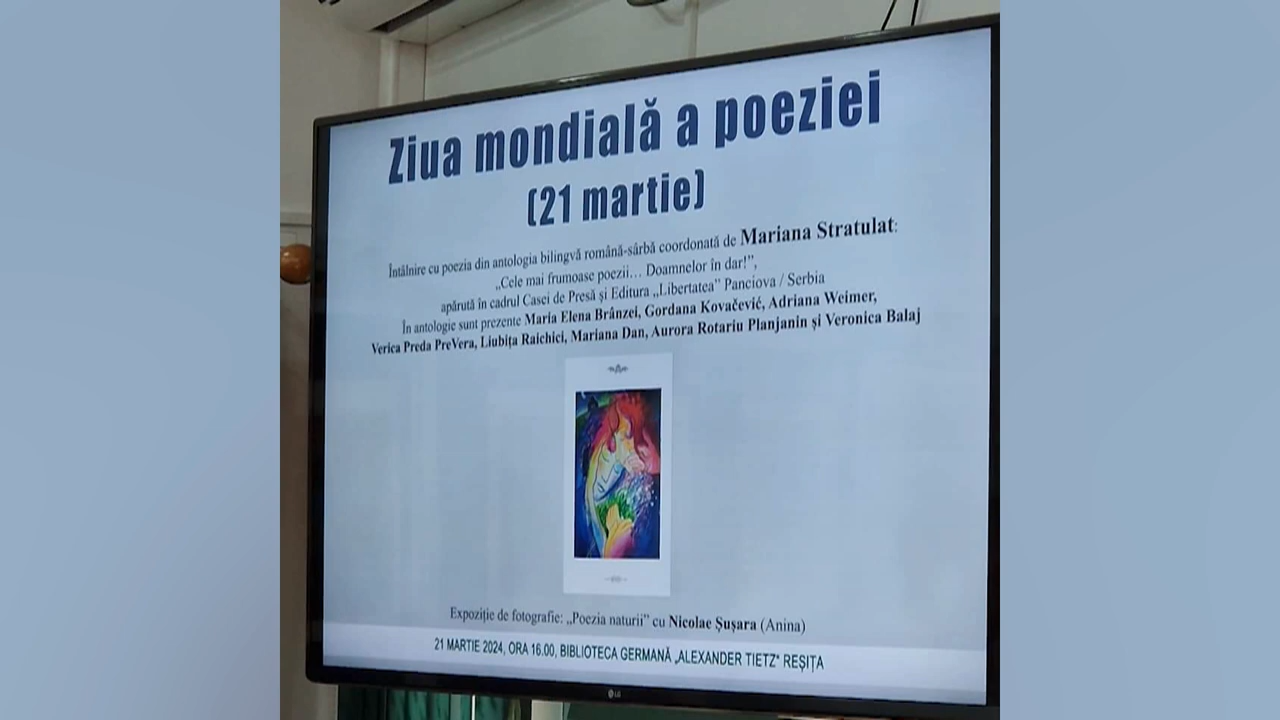 Ziua mondială a poeziei
(21 martie)
Întâlnire cu poezia din antologia bilingvă română-sârbă coordonată de Mariana Stratulat:
„Cele mai frumoase poezii… Doamnelor în dar!”,
apărută în cadrul Casei de Presă și Editura „Libertatea” Panciova / Serbia
În antologie sunt prezente Maria Elena Brânzei, Gordana Kovačević, Adriana Weimer,
Verica Preda PreVera, Liubița Raichici, Mariana Dan, Aurora Rotariu Planjanin și Veronica Balaj
Expoziție de fotografie: „Poezia naturii” cu Nicolae Șușara (Anina)
21 MARTIE 2024, ORA 16.00, BIBLIOTECA GERMANĂ „ALEXANDER TIETZ” REȘIȚA
LG